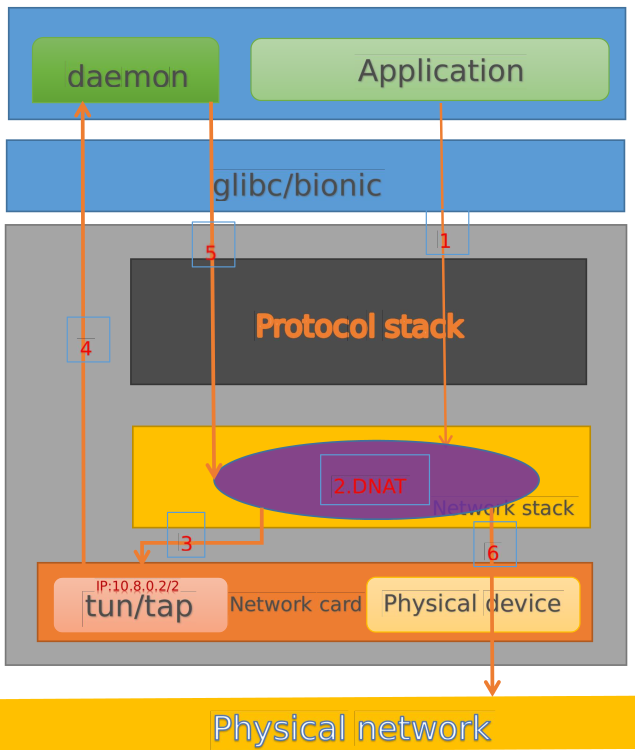 daemon
Application
glibc/bionic
5
1
Protocol stack
4
2.DNAT
Network stack
3
6
IP:10.8.0.2/2
tun/tap
Network card
Physical device
Physical network